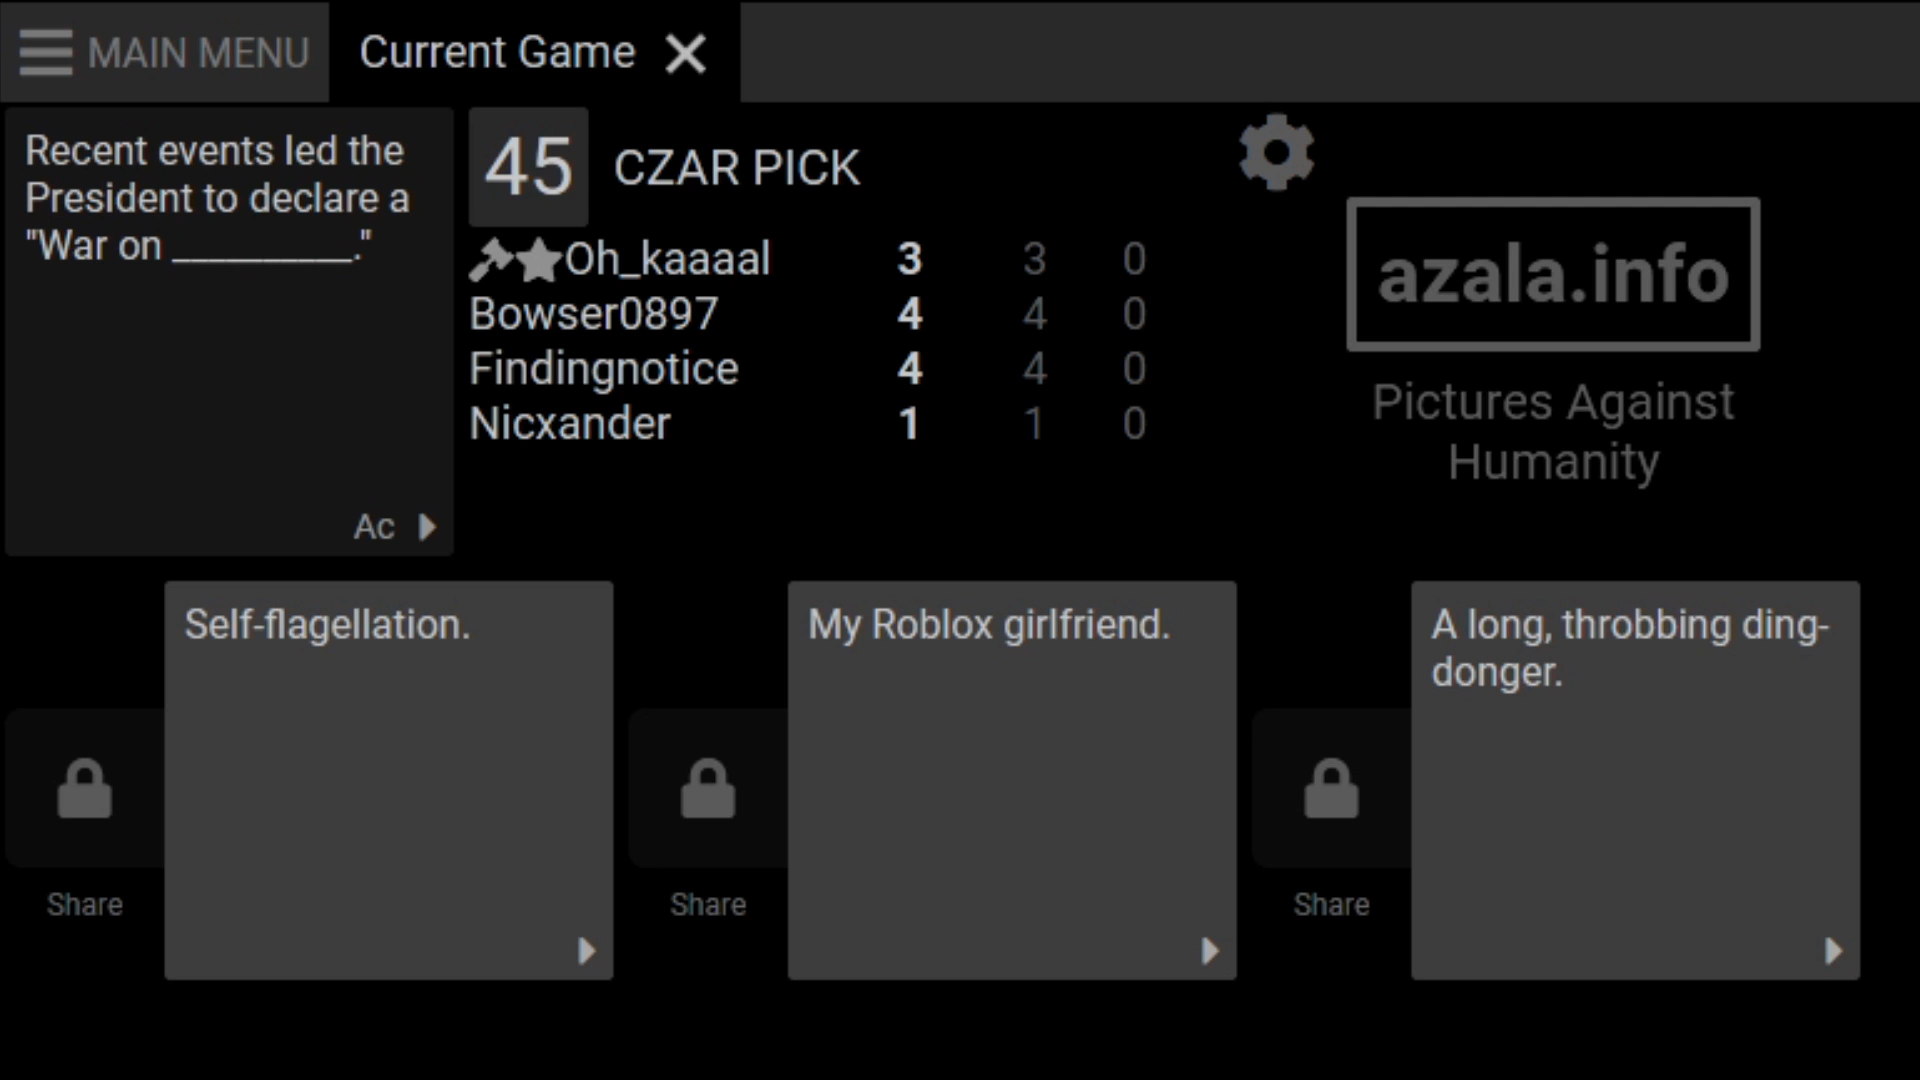 MAIN MENU
Current Game
Recent events led the
President to declare a
"War on __________."
Ac
45
CZAR PICK
Oh_kaaaal 3 3 0
Bowser0897 4 4 0
Findingnotice 4 4 0
Nicxander 1 1 0
azala.info
Pictures Against
Humanity
Share
Self-flagellation.
Share
My Roblox girlfriend.
Share
A long, throbbing ding-
donger.